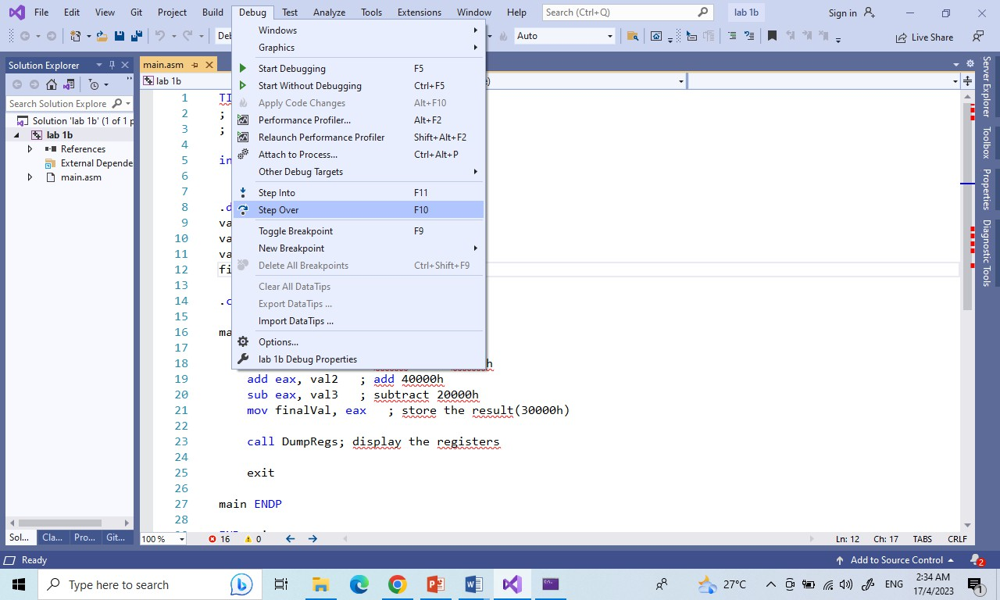 File Edit View Git Project Build Debug Test Analyze Tools Extensions Window Help Search (Ctrl+Q) lab 1b Sign in
Auto Live Share
Solution Explorer
Search Solution Explore
Solution 'lab 1b' (1 of 1 p
lab 1b
References
External Depende
main.asm
main.asm
lab 1b
Windows
Graphics
Start Debugging F5
Start Without Debugging Ctrl+F5
Apply Code Changes Alt+F10
Performance Profiler... Alt+F2
Relaunch Performance Profiler Shift+Alt+F2
Attach to Process... Ctrl+Alt+P
Other Debug Targets
Step Into F11
Step Over F10
Toggle Breakpoint F9
New Breakpoint
Delete All Breakpoints Ctrl+Shift+F9
Clear All DataTips
Export DataTips ...
Import DataTips ...
Options...
lab 1b Debug Properties
1 TI
2 ;
3 ;
4
5 in
6
7
8 .d
9 va
10 va
11 va
12 fi
13
14 .c
15
16 ma
17
18 h
19 add eax, val2 ; add 40000h
20 sub eax, val3 ; subtract 20000h
21 mov finalVal, eax ; store the result(30000h)
22
23 call DumpRegs; display the registers
24
25 exit
26
27 main ENDP
28
Server Explorer
Toolbox
Properties
Diagnostic Tools
Sol... Cla... Pro... Git...
100 % 16 0 Ln: 12 Ch: 17 TABS CRLF
Ready Add to Source Control 2
Type here to search 27°C ENG 2:34 AM
17/4/2023 1